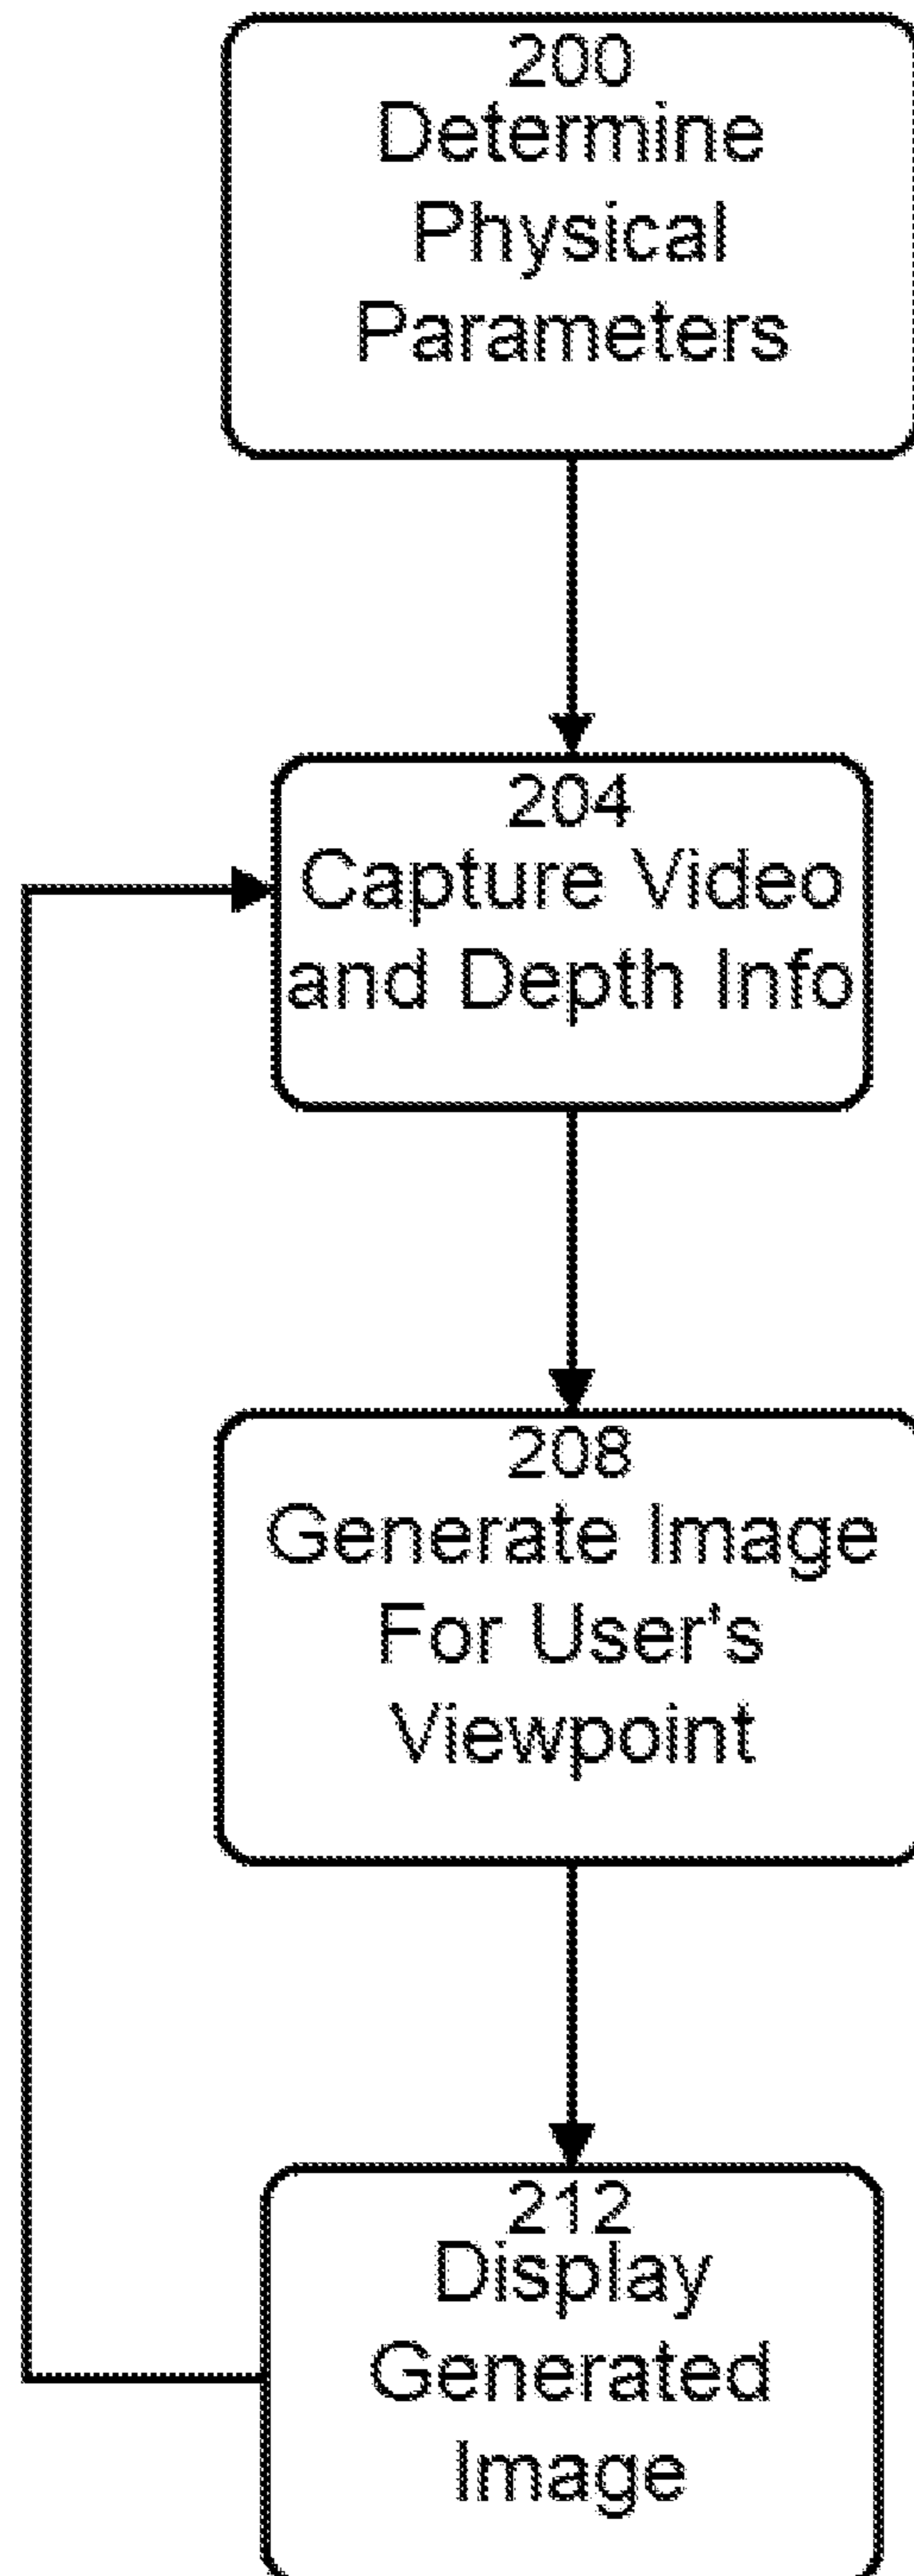 200
Determine
Physical
Parameters
204
Capture Video
and Depth Info
208
Generate Image
For User's
Viewpoint
212
Display
Generated
Image